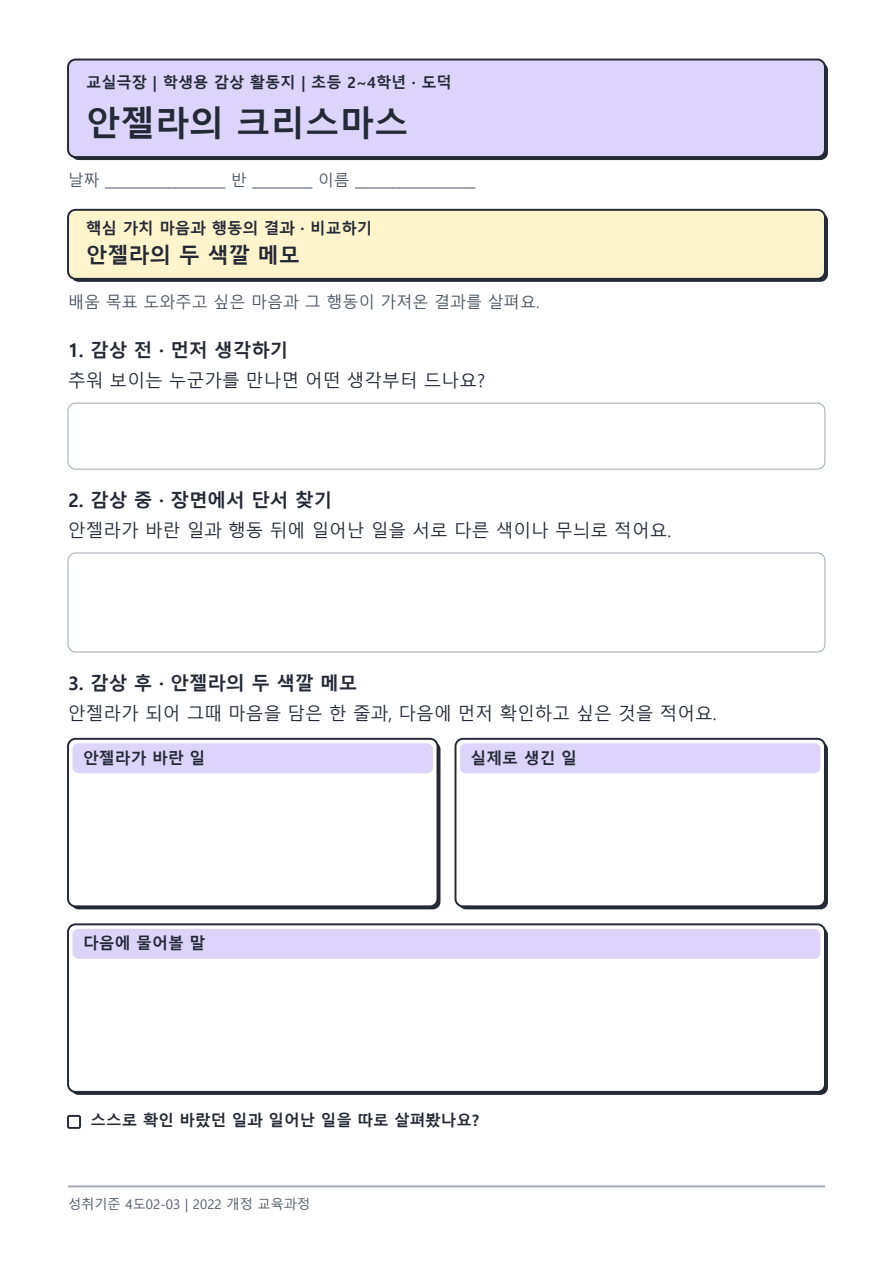 교실극장 | 학생용 감상 활동지 | 초등 2~4학년 · 도덕
안젤라의 크리스마스
날짜 ______________ 반 _______ 이름 ______________
핵심 가치 마음과 행동의 결과 · 비교하기
안젤라의 두 색깔 메모
배움 목표 도와주고 싶은 마음과 그 행동이 가져온 결과를 살펴요.
1. 감상 전 · 먼저 생각하기
추워 보이는 누군가를 만나면 어떤 생각부터 드나요?
2. 감상 중 · 장면에서 단서 찾기
안젤라가 바란 일과 행동 뒤에 일어난 일을 서로 다른 색이나 무늬로 적어요.
3. 감상 후 · 안젤라의 두 색깔 메모
안젤라가 되어 그때 마음을 담은 한 줄과, 다음에 먼저 확인하고 싶은 것을 적어요.
안젤라가 바란 일
실제로 생긴 일
다음에 물어볼 말
스스로 확인 바랐던 일과 일어난 일을 따로 살펴봤나요?
성취기준 4도02-03 | 2022 개정 교육과정